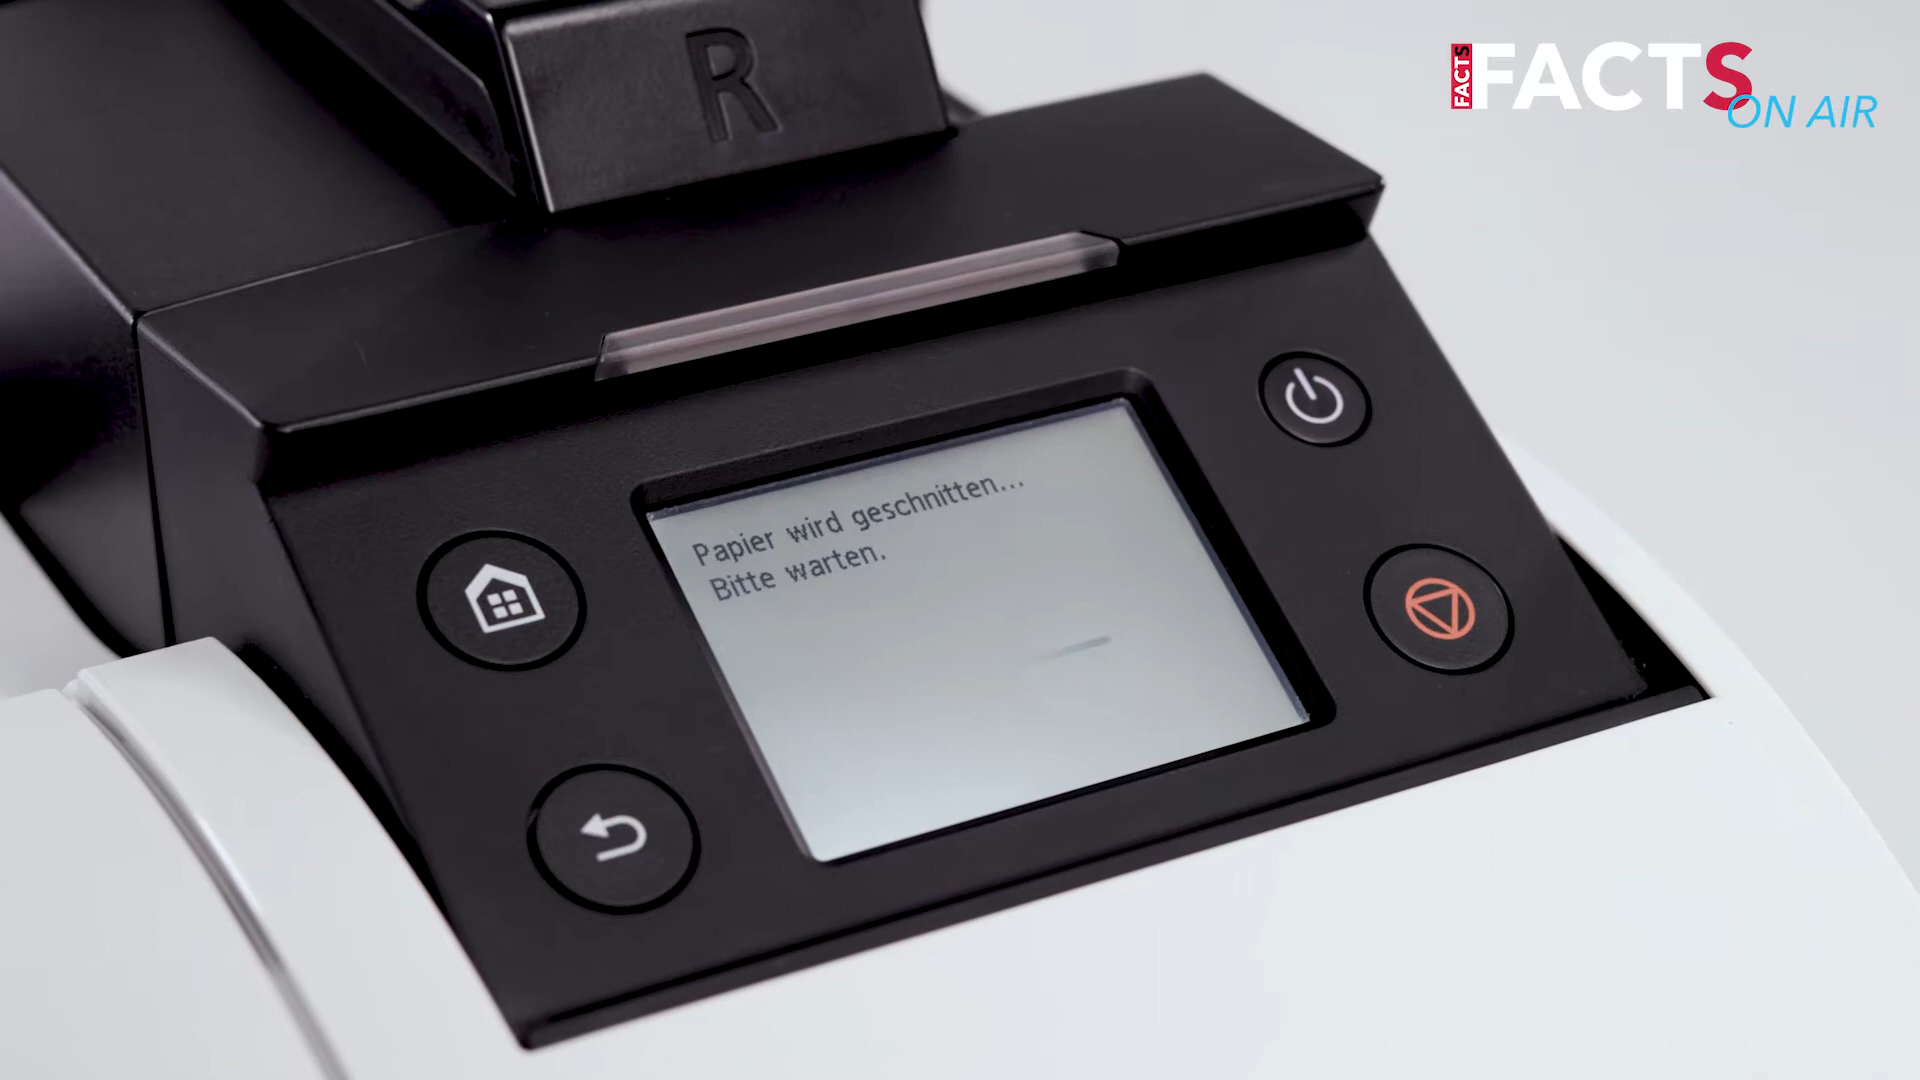 R
FACTS
FACTS
ON AIR
Papier wird geschnitten...
Bitte warten.